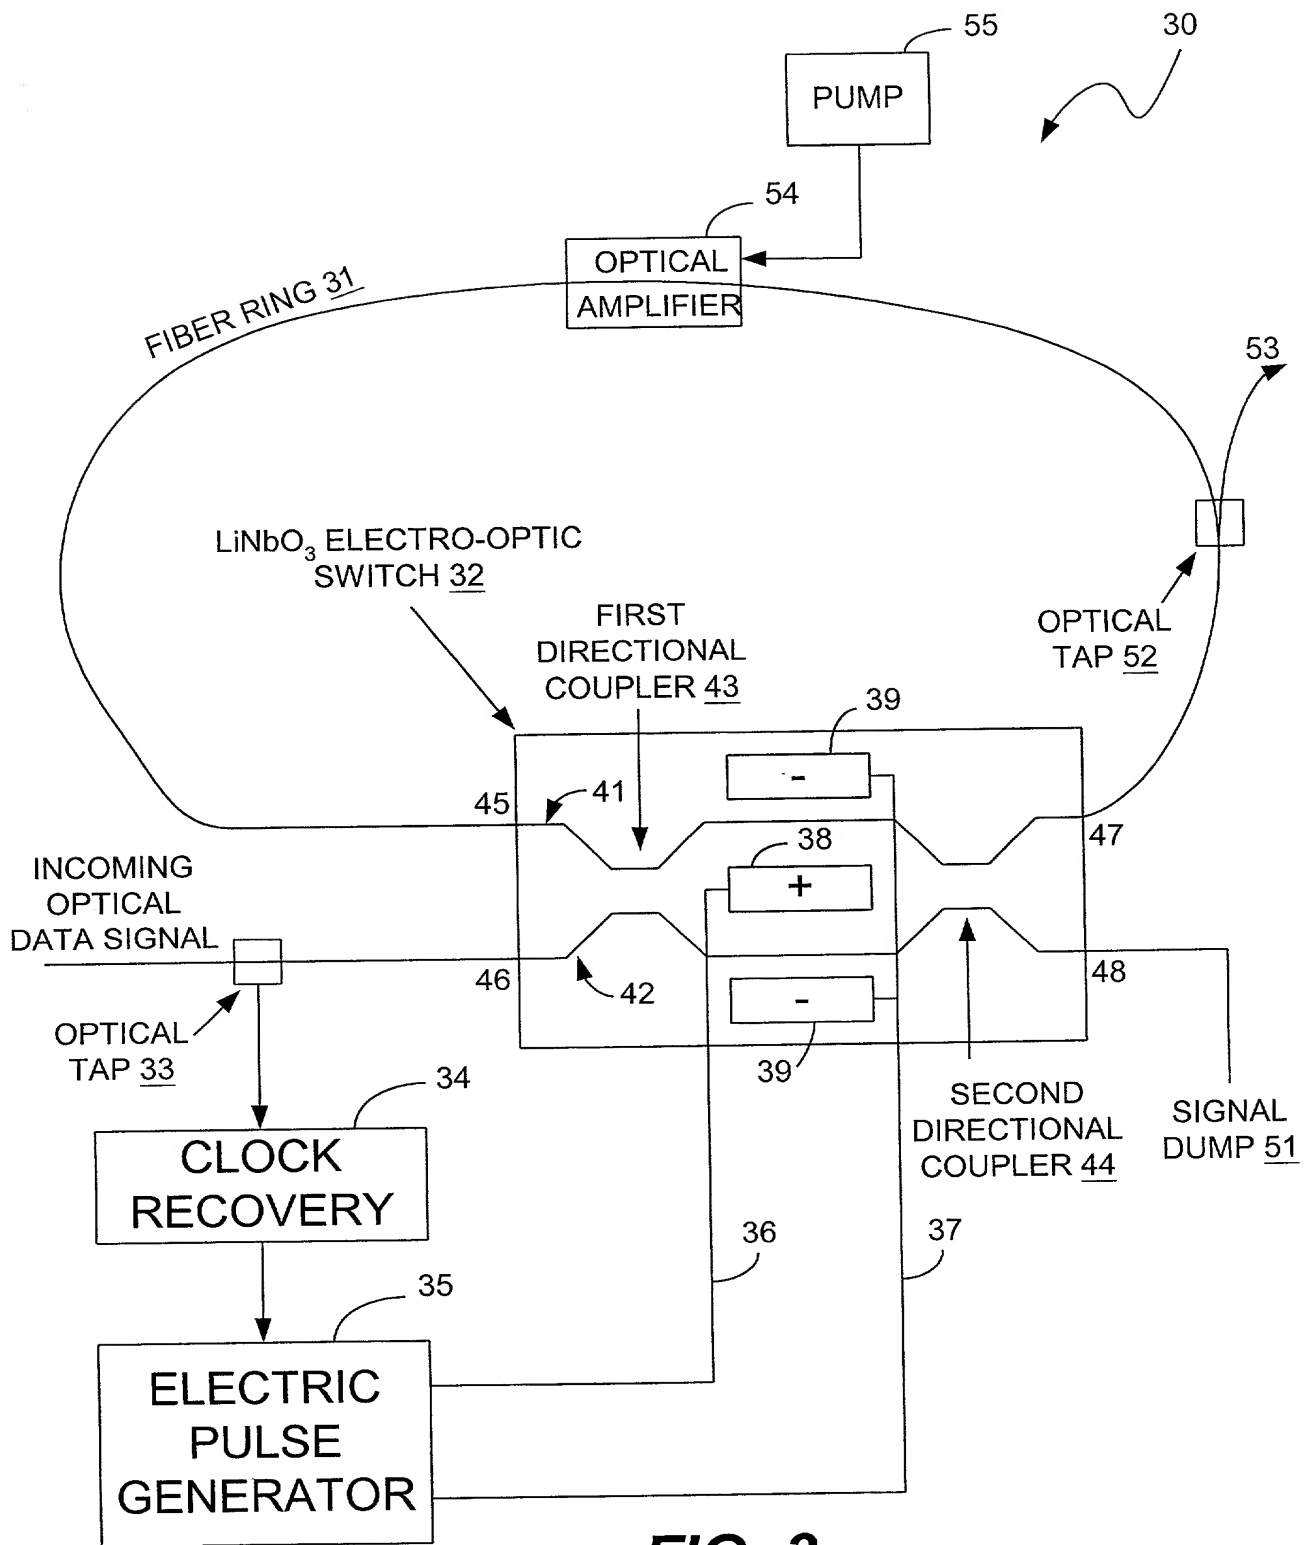 55
30
PUMP
54
OPTICAL
AMPLIFIER
FIBER RING 31
53
LiNbO3 ELECTRO-OPTIC
SWITCH 32
FIRST
DIRECTIONAL
COUPLER 43
OPTICAL
TAP 52
39
-
45
41
47
38
+
INCOMING
OPTICAL
DATA SIGNAL
46
42
48
-
39
OPTICAL
TAP 33
34
CLOCK
RECOVERY
SECOND
DIRECTIONAL
COUPLER 44
SIGNAL
DUMP 51
36
37
35
ELECTRIC
PULSE
GENERATOR